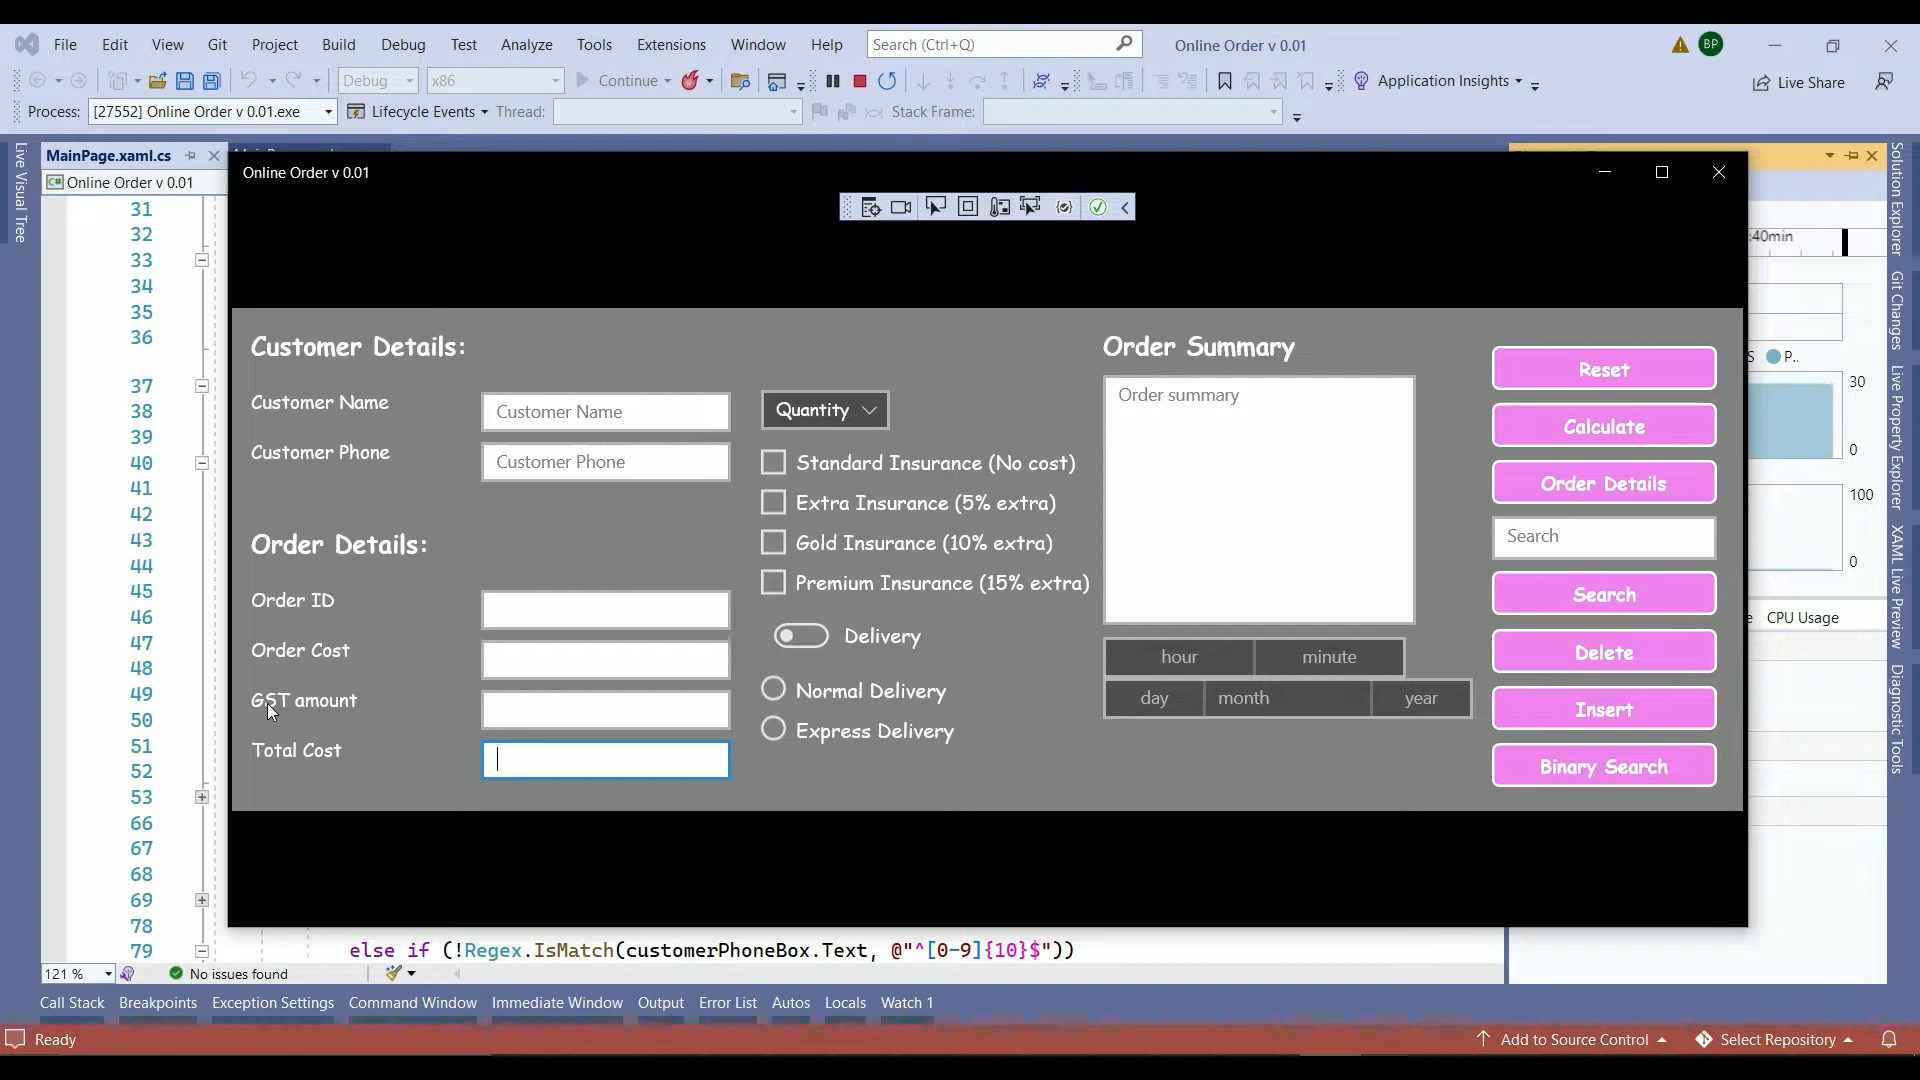 File Edit View Git Project Build Debug Test Analyze Tools Extensions Window Help Search (Ctrl+Q) Online Order v 0.01 BP
Debug x86 Continue Application Insights Live Share
Process: [27552] Online Order v 0.01.exe Lifecycle Events Thread: Stack Frame:
MainPage.xaml.cs
Online Order v 0.01
Live Visual Tree
31
32
33
34
35
36
37
38
39
40
41
42
43
44
45
46
47
48
49
50
51
52
53
66
67
68
69
78
79
Online Order v 0.01
Customer Details:
Customer Name
Customer Name
Customer Phone
Customer Phone
Order Details:
Order ID
Order Cost
GST amount
Total Cost
Quantity
Standard Insurance (No cost)
Extra Insurance (5% extra)
Gold Insurance (10% extra)
Premium Insurance (15% extra)
Delivery
Normal Delivery
Express Delivery
Order Summary
Order summary
hour minute
day month year
Reset
Calculate
Order Details
Search
Search
Delete
Insert
Binary Search
:40min
S P..
30
0
100
0
CPU Usage
Solution Explorer
Git Changes
Live Property Explorer
XAML Live Preview
Diagnostic Tools
else if (!Regex.IsMatch(customerPhoneBox.Text, @"^[0-9]{10}$"))
121 % No issues found
Call Stack Breakpoints Exception Settings Command Window Immediate Window Output Error List Autos Locals Watch 1
Ready Add to Source Control Select Repository